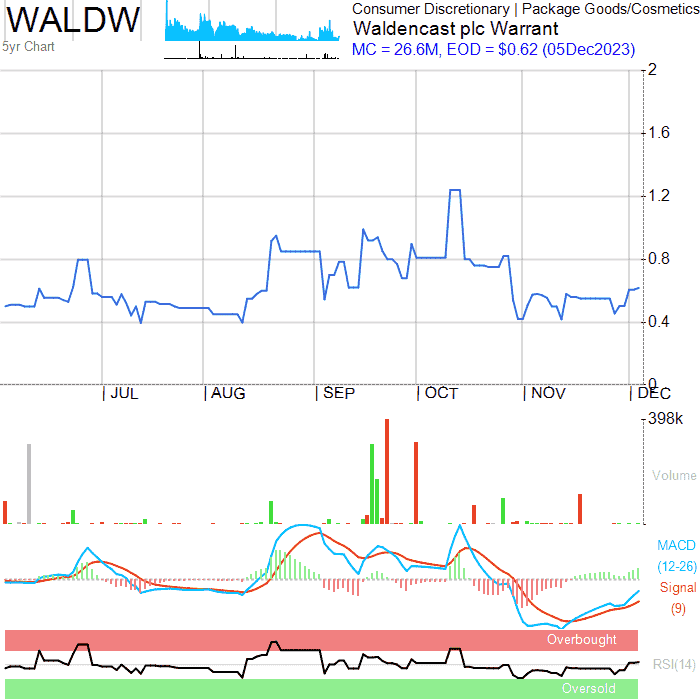 WALDW
5yr Chart
Consumer Discretionary | Package Goods/Cosmetics
Waldencast plc Warrant
MC = 26.6M, EOD = $0.62 (05Dec2023)
2
1.6
1.2
0.8
0.4
0
| JUL | AUG | SEP | OCT | NOV | DEC
398k
Volume
MACD
(12-26)
Signal
(9)
Overbought
RSI(14)
Oversold